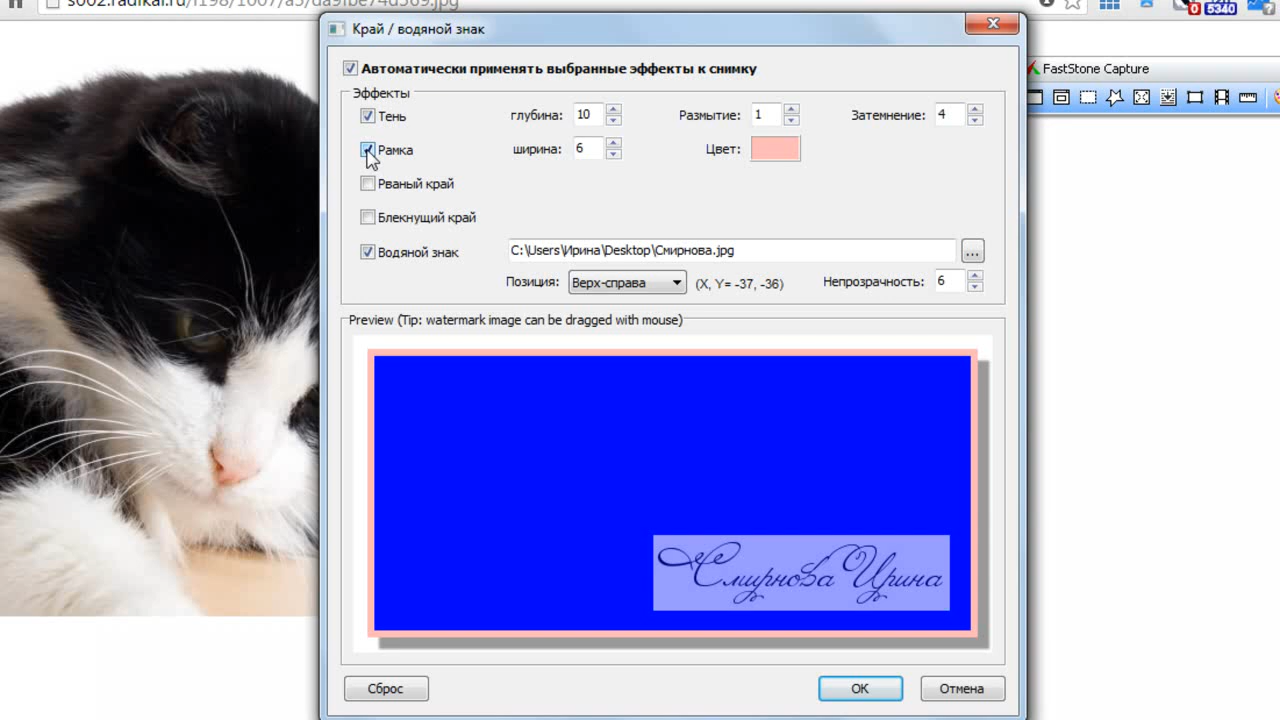 s002.radikal.ru/i198/1007/a5/da9fbe74d569.jpg
0
5340
Край / водяной знак
FastStone Capture
Автоматически применять выбранные эффекты к снимку
Эффекты
Тень глубина: 10 Размытие: 1 Затемнение: 4
Рамка ширина: 6 Цвет:
Рваный край
Блекнущий край
Водяной знак C:\Users\Ирина\Desktop\Смирнова.jpg ...
Позиция: Верх-справа (X, Y= -37, -36) Непрозрачность: 6
Preview (Tip: watermark image can be dragged with mouse)
Смирнова Ирина
Сброс OK Отмена